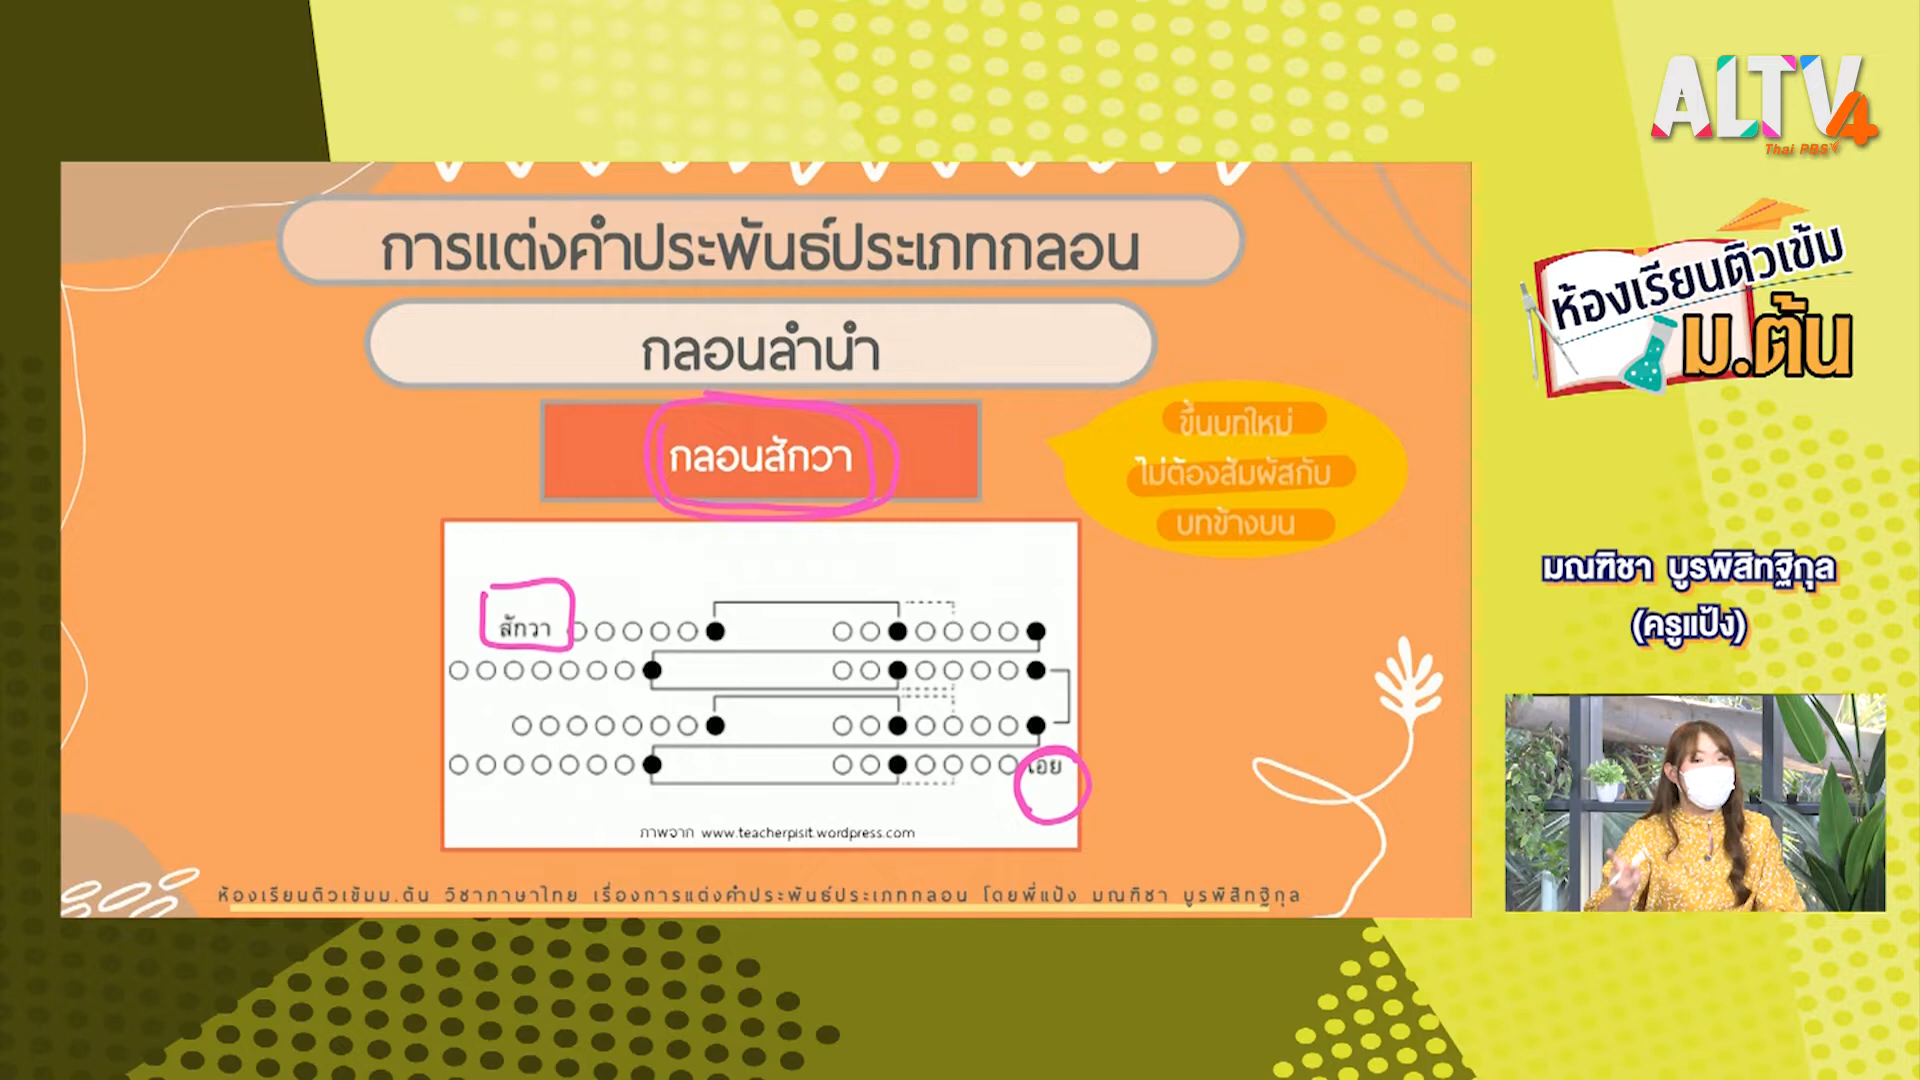 ALTV4
Thai PBS
ห้องเรียนติวเข้ม
ม.ต้น
การแต่งคำประพันธ์ประเภทกลอน
กลอนลำนำ
กลอนสักวา
ขึ้นบทใหม่
ไม่ต้องสัมผัสกับ
บทข้างบน
สักวา
เอย
ภาพจาก www.teacherpisit.wordpress.com
ห้องเรียนติวเข้มม.ต้น วิชาภาษาไทย เรื่องการแต่งคำประพันธ์ประเภทกลอน โดยพี่แป้ง มณฑิชา บูรพิสิทฐิกุล
มณฑิชา บูรพิสิทฐิกุล
(ครูแป้ง)